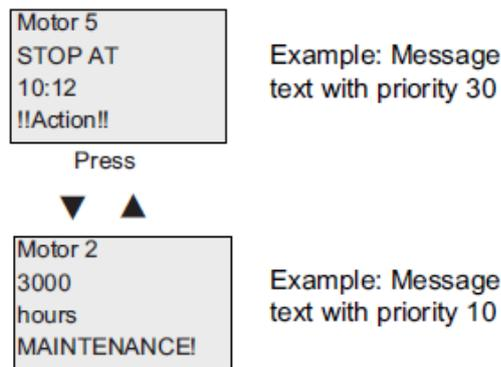 Motor 5
STOP AT
10:12
!!Action!!
Example: Message
text with priority 30
Press
▼ ▲
Motor 2
3000
hours
MAINTENANCE!
Example: Message
text with priority 10